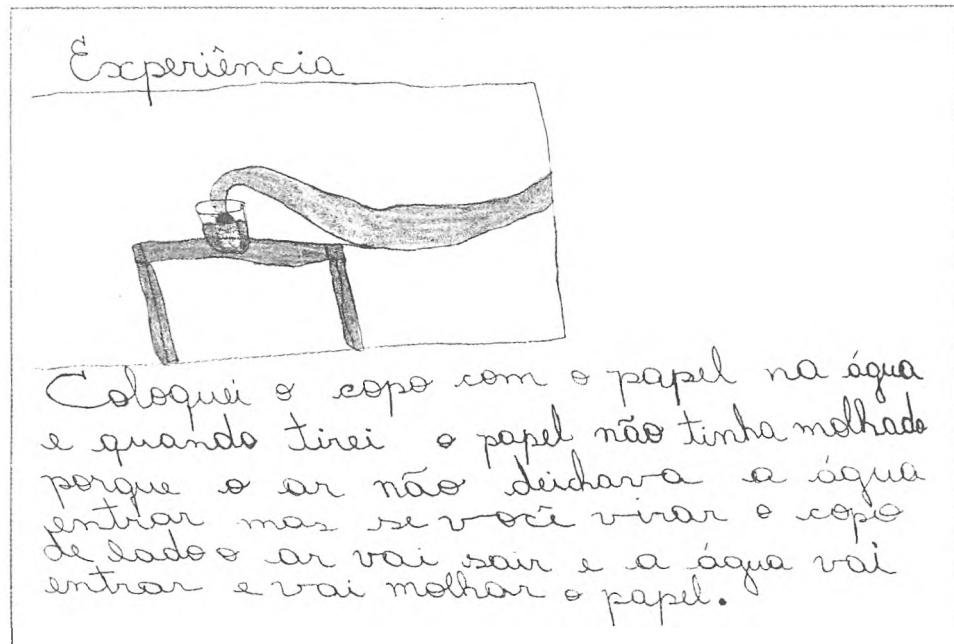 Experiência
Coloquei o copo com o papel na água
e quando tirei o papel não tinha molhado
porque o ar não deichava a água
entrar mas se você virar o copo
de lado o ar vai sair e a água vai
entrar e vai molhar o papel.